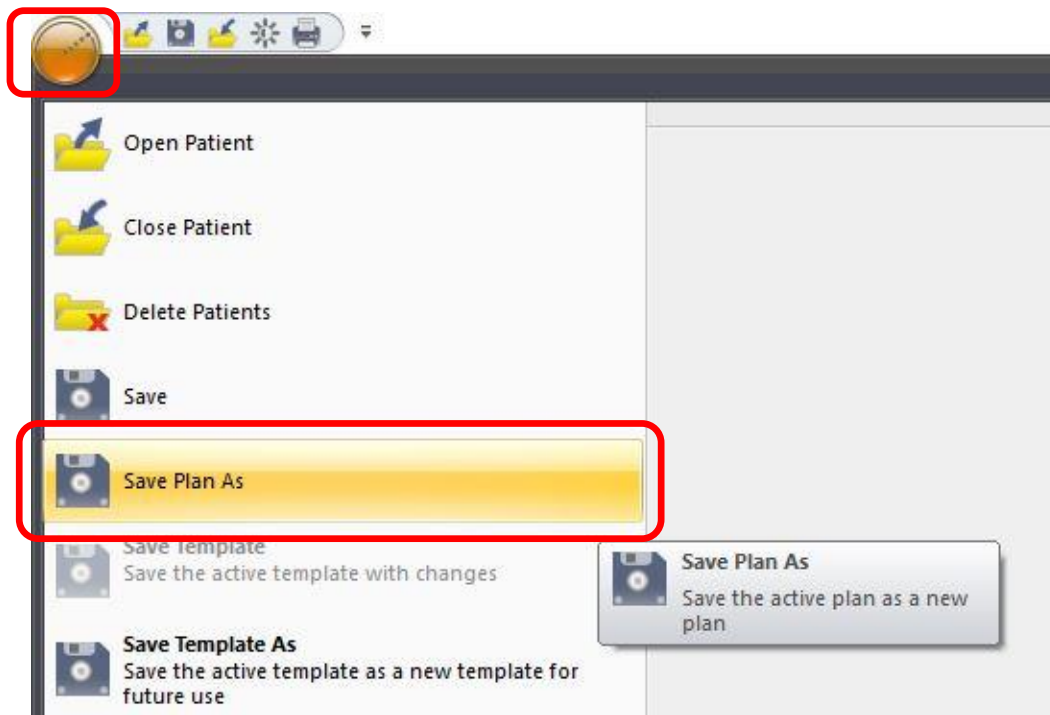 Open Patient
Close Patient
Delete Patients
Save
Save Plan As
Save Template
Save the active template with changes
Save Plan As
Save the active plan as a new
plan
Save Template As
Save the active template as a new template for
future use